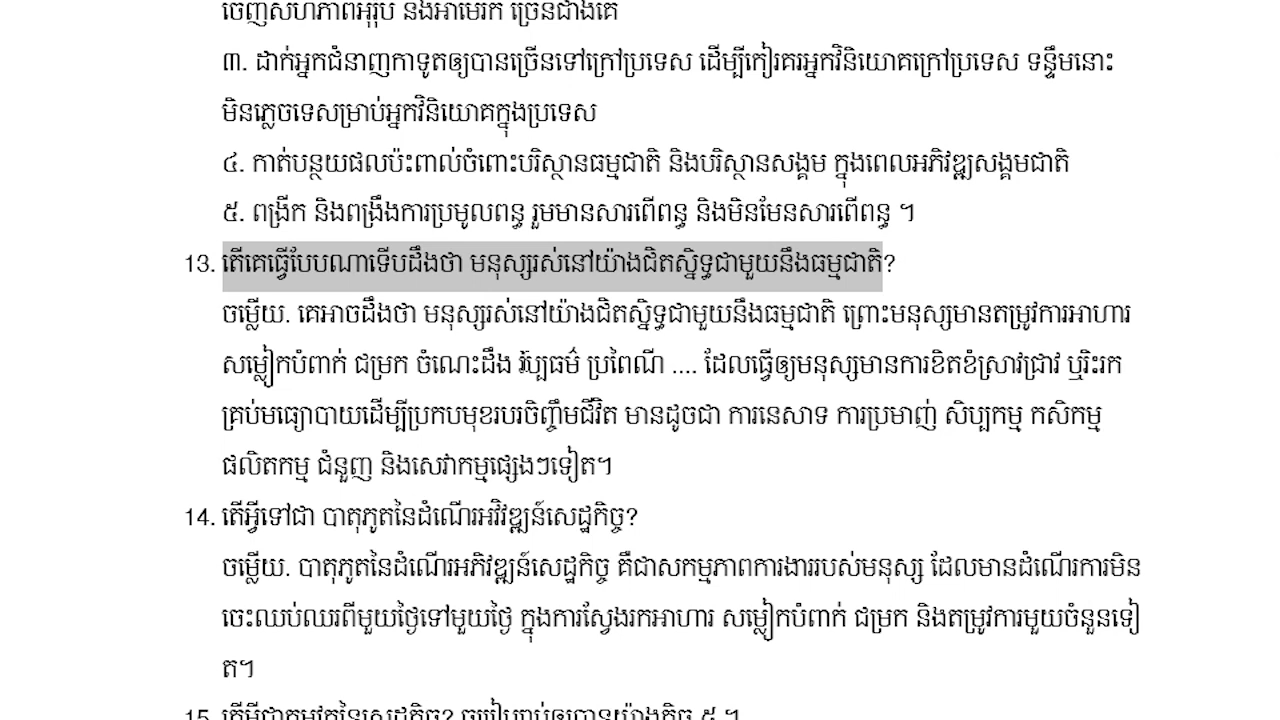 ចេញសហភាពអឺរ៉ុប និងអាមេរិក ច្រើនជាងគេ
៣. ដាក់អ្នកជំនាញកាទូតឲ្យបានច្រើនទៅក្រៅប្រទេស ដើម្បីកៀរគរអ្នកវិនិយោគក្រៅប្រទេស ទន្ទឹមនោះ
មិនភ្លេចទេសម្រាប់អ្នកវិនិយោគក្នុងប្រទេស
៤. កាត់បន្ថយផលប៉ះពាល់ចំពោះបរិស្ថានធម្មជាតិ និងបរិស្ថានសង្គម ក្នុងពេលអភិវឌ្ឍសង្គមជាតិ
៥. ពង្រីក និងពង្រឹងការប្រមូលពន្ធ រួមមានសារពើពន្ធ និងមិនមែនសារពើពន្ធ ។
13. តើគេធ្វើបែបណាទើបដឹងថា មនុស្សរស់នៅយ៉ាងជិតស្និទ្ធជាមួយនឹងធម្មជាតិ?
ចម្លើយ. គេអាចដឹងថា មនុស្សរស់នៅយ៉ាងជិតស្និទ្ធជាមួយនឹងធម្មជាតិ ព្រោះមនុស្សមានតម្រូវការអាហារ
សម្លៀកបំពាក់ ជម្រក ចំណេះដឹង វប្បធម៌ ប្រពៃណី .... ដែលធ្វើឲ្យមនុស្សមានការខិតខំស្រាវជ្រាវ ឬរិះរក
គ្រប់មធ្យោបាយដើម្បីប្រកបមុខរបរចិញ្ចឹមជីវិត មានដូចជា ការនេសាទ ការប្រមាញ់ សិប្បកម្ម កសិកម្ម
ផលិតកម្ម ជំនួញ និងសេវាកម្មផ្សេងៗទៀត។
14. តើអ្វីទៅជា បាតុភូតនៃដំណើរអវិវឌ្ឍន៍សេដ្ឋកិច្ច?
ចម្លើយ. បាតុភូតនៃដំណើរអភិវឌ្ឍន៍សេដ្ឋកិច្ច គឺជាសកម្មភាពការងាររបស់មនុស្ស ដែលមានដំណើរការមិន
ចេះឈប់ឈរពីមួយថ្ងៃទៅមួយថ្ងៃ ក្នុងការស្វែងរកអាហារ សម្លៀកបំពាក់ ជម្រក និងតម្រូវការមួយចំនួនទៀ
ត។
15.